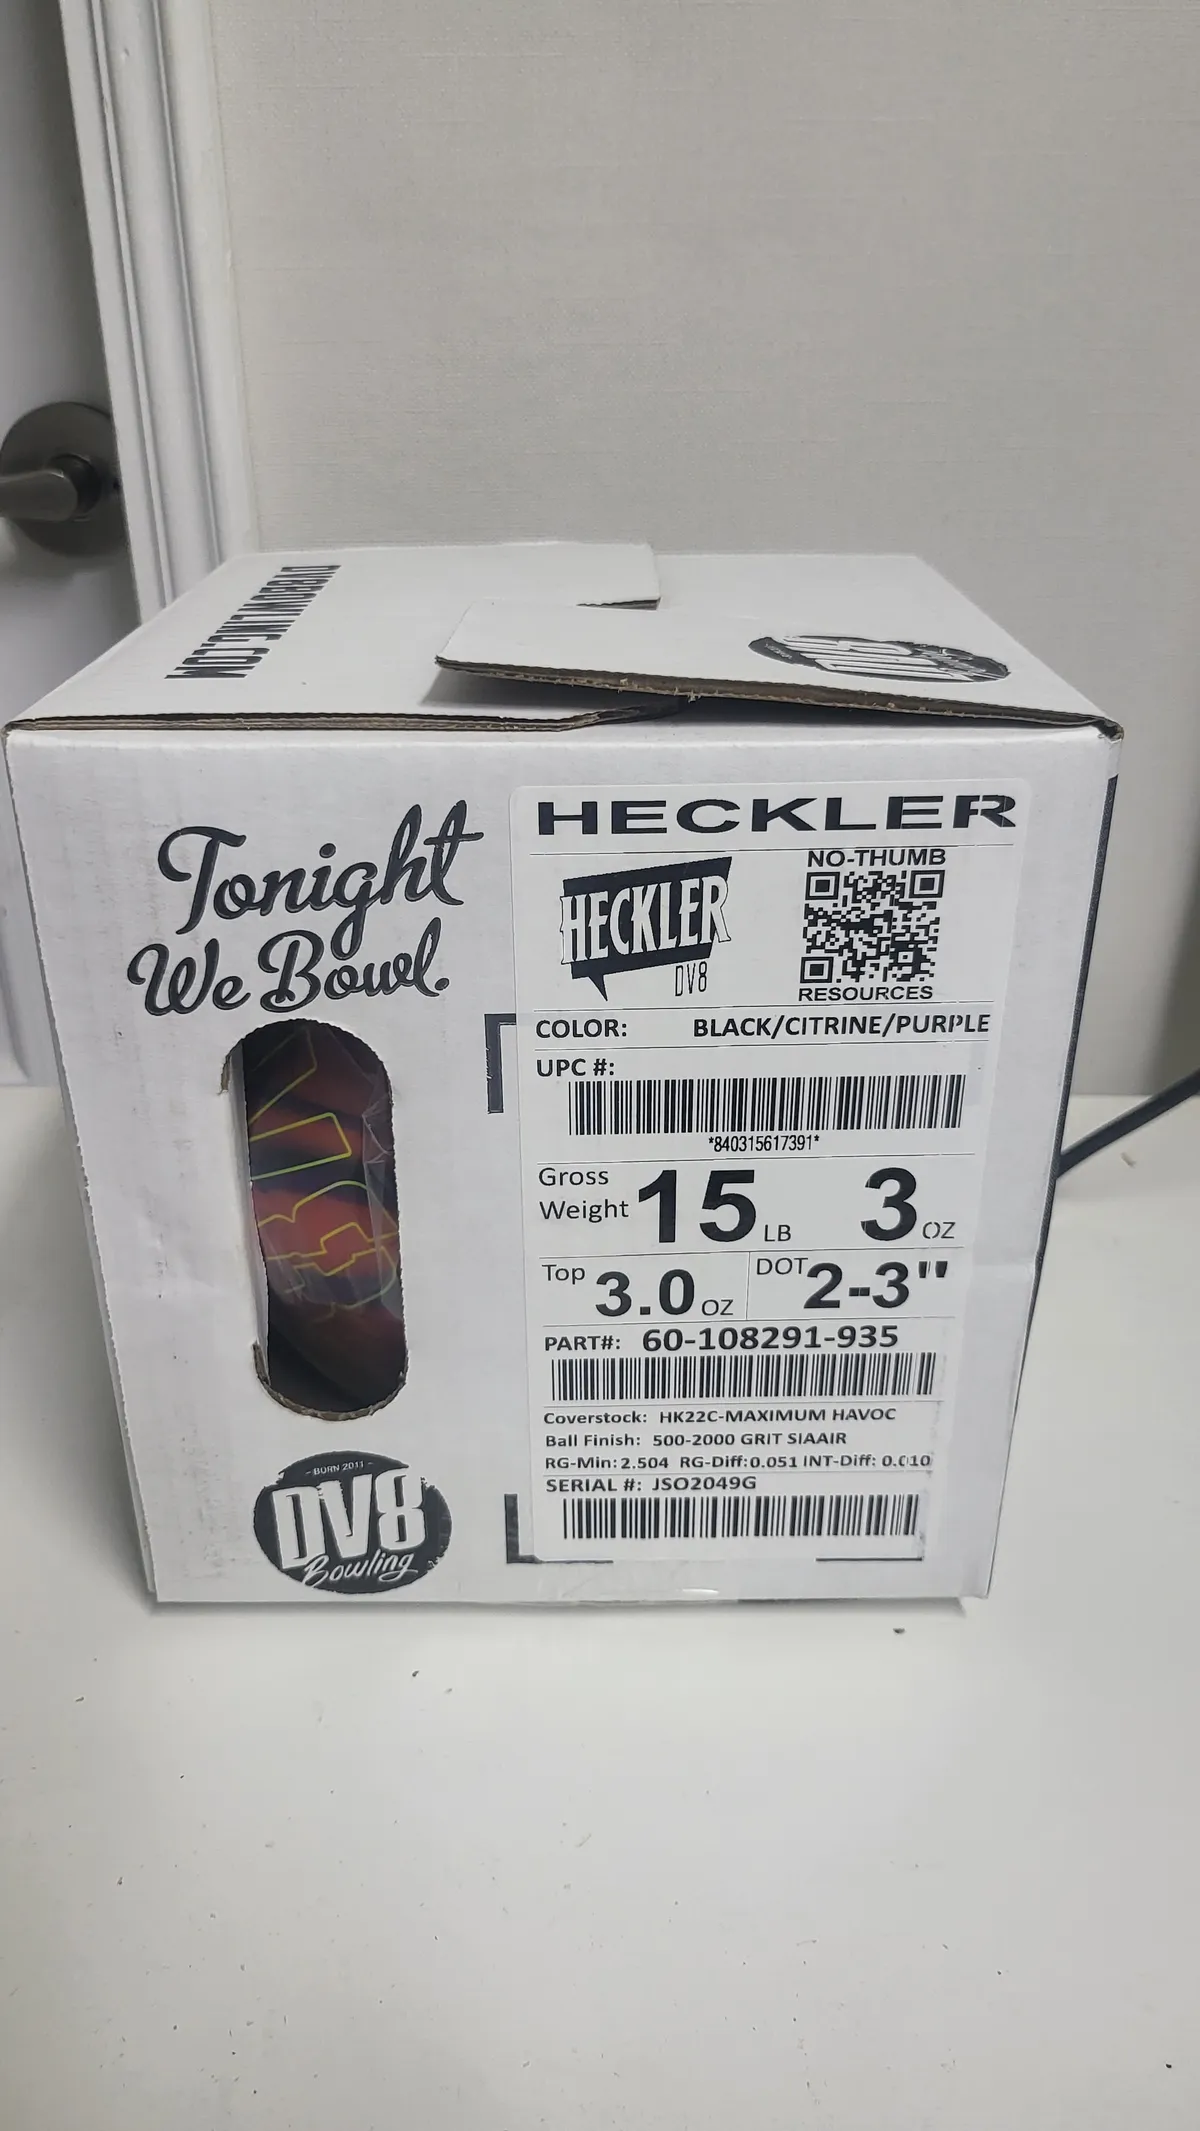 DV8BOWLING.COM
DV8
Bowling
Tonight
We Bowl.
DV8
- BORN 2011 -
DV8
Bowling
HECKLER
HECKLER
DV8
NO-THUMB
RESOURCES
COLOR: BLACK/CITRINE/PURPLE
UPC #:
*840315617391*
Gross
Weight 15 LB 3 OZ
Top 3.0 OZ DOT 2-3"
PART#: 60-108291-935
Coverstock: HK22C-MAXIMUM HAVOC
Ball Finish: 500-2000 GRIT SIAAIR
RG-Min: 2.504 RG-Diff:0.051 INT-Diff: 0.010
SERIAL #: JSO2049G